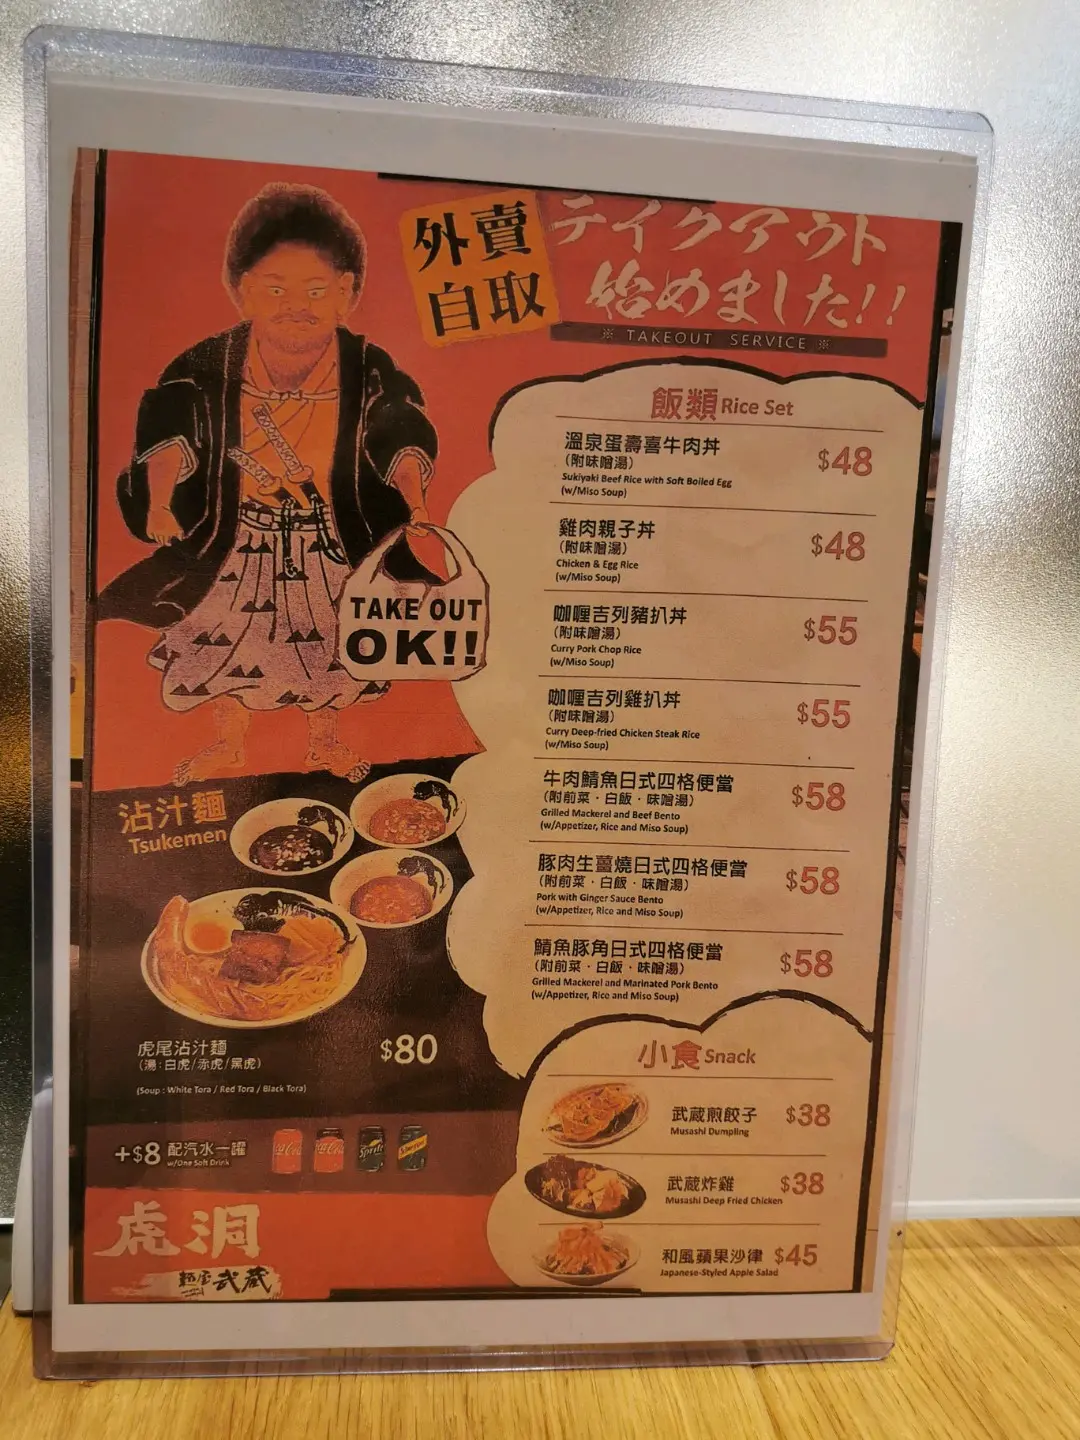 外賣
自取
テイクアウト
始めました!!
※ TAKEOUT SERVICE ※
TAKE OUT
OK!!
飯類 Rice Set
溫泉蛋壽喜牛肉丼 $48
(附味噌湯)
Sukiyaki Beef Rice with Soft Boiled Egg
(w/Miso Soup)
雞肉親子丼 $48
(附味噌湯)
Chicken & Egg Rice
(w/Miso Soup)
咖喱吉列豬扒丼 $55
(附味噌湯)
Curry Pork Chop Rice
(w/Miso Soup)
咖喱吉列雞扒丼 $55
(附味噌湯)
Curry Deep-fried Chicken Steak Rice
(w/Miso Soup)
牛肉鯖魚日式四格便當 $58
(附前菜・白飯・味噌湯)
Grilled Mackerel and Beef Bento
(w/Appetizer, Rice and Miso Soup)
豚肉生薑燒日式四格便當 $58
(附前菜・白飯・味噌湯)
Pork with Ginger Sauce Bento
(w/Appetizer, Rice and Miso Soup)
鯖魚豚角日式四格便當 $58
(附前菜・白飯・味噌湯)
Grilled Mackerel and Marinated Pork Bento
(w/Appetizer, Rice and Miso Soup)
小食 Snack
武蔵煎餃子 $38
Musashi Dumpling
武蔵炸雞 $38
Musashi Deep Fried Chicken
和風蘋果沙律 $45
Japanese-Styled Apple Salad
沾汁麵
Tsukemen
虎尾沾汁麵 $80
(湯:白虎/赤虎/黑虎)
(Soup : White Tora / Red Tora / Black Tora)
+$8 配汽水一罐
w/One Soft Drink
Sprite
虎洞
麺屋武蔵